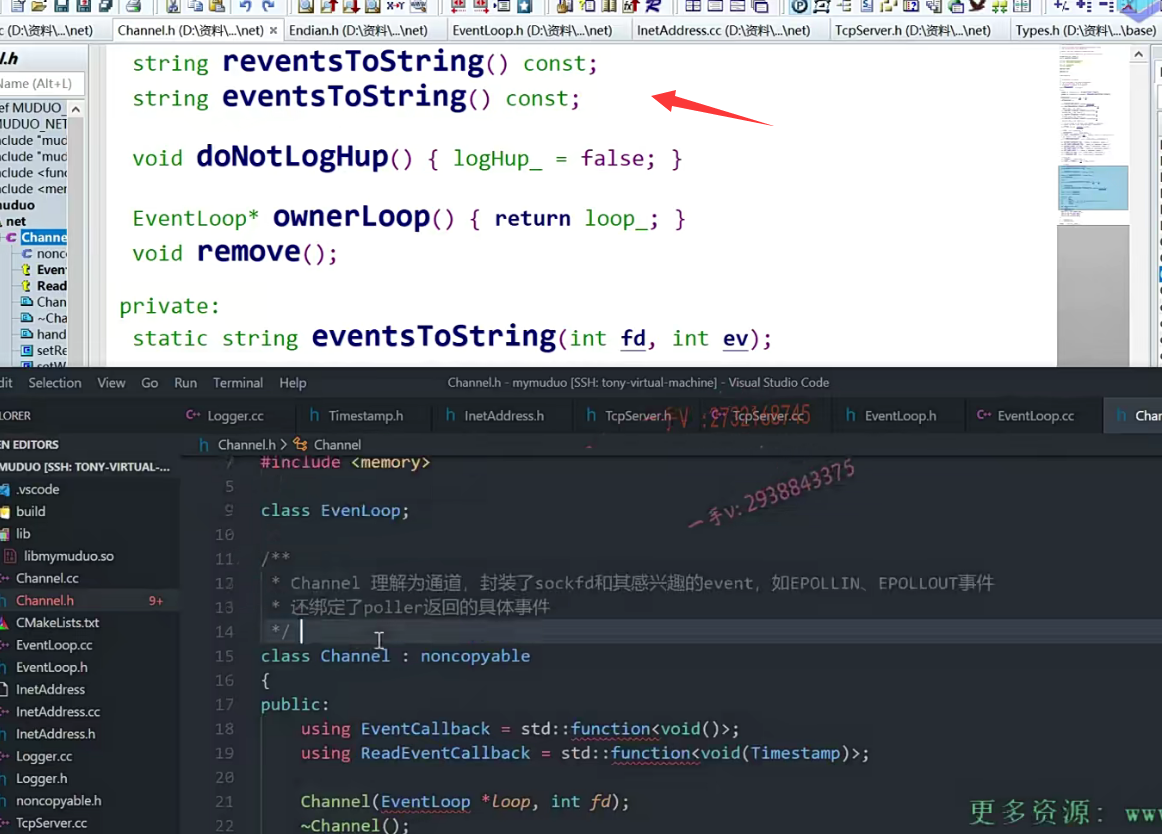 c (D:\资料\...\net)
Channel.h (D:\资料\...\net) ×
Endian.h (D:\资料\...\net)
EventLoop.h (D:\资料\...\net)
InetAddress.cc (D:\资料\...\net)
TcpServer.h (D:\资料\...\net)
Types.h (D:\资料\...\base)
l.h
Name (Alt+L)
ef MUDUO_
MUDUO_NET
nclude "mud
nclude "mud
nclude <func
nclude <mer
muduo
net
Channe
nonc
Even
Read
Chan
~Cha
hand
setRe
string reventsToString() const;
string eventsToString() const;
void doNotLogHup() { logHup_ = false; }
EventLoop* ownerLoop() { return loop_; }
void remove();
private:
static string eventsToString(int fd, int ev);
dit Selection View Go Run Terminal Help
Channel.h - mymuduo [SSH: tony-virtual-machine] - Visual Studio Code
LORER
Logger.cc
Timestamp.h
InetAddress.h
TcpServer.h
TcpServer.cc
EventLoop.h
EventLoop.cc
Chan
一手V:2732168745
EN EDITORS
MUDUO [SSH: TONY-VIRTUAL-...
.vscode
build
lib
libmymuduo.so
Channel.cc
Channel.h 9+
CMakeLists.txt
EventLoop.cc
EventLoop.h
InetAddress
InetAddress.cc
InetAddress.h
Logger.cc
Logger.h
noncopyable.h
TcpServer.cc
Channel.h > Channel
7 #include <memory>
9 class EvenLoop;
10
11 /**
12 * Channel 理解为通道，封装了sockfd和其感兴趣的event，如EPOLLIN、EPOLLOUT事件
13 * 还绑定了poller返回的具体事件
14 */
15 class Channel : noncopyable
16 {
17 public:
18 using EventCallback = std::function<void()>;
19 using ReadEventCallback = std::function<void(Timestamp)>;
20
21 Channel(EventLoop *loop, int fd);
22 ~Channel();
一手V:2938843375
更多资源：www